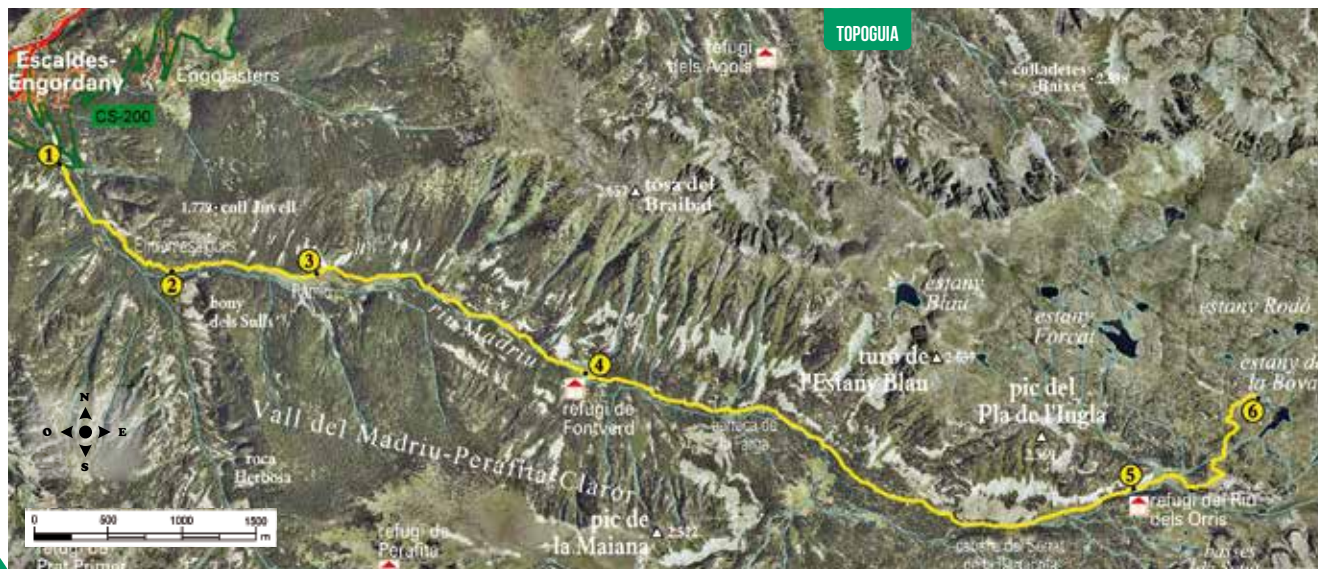 TOPOGUIA
Escaldes-
Engordany
Engolasters
CS-200
refugi
dels Agols
colladetes
Baixes
1
1.779 · coll Jovell
tosa del
Braibal
Entremesaigües
3
Ramio
2
bony
dels Sulls
riu Madriu
4
refugi de
Fontverd
Vall del Madriu-Perafita-Claror
roca
Herbosa
refugi de
Perafita
pic de
la Maiana
estany
Blau
turó de
l'Estany Blau
estany
Forcat
pic del
Pla de l'Ingla
estany Rodó
estany de
la Bova
6
5
refugi del Riu
dels Orris
basses
N
O
E
S
0 500 1000 1500
m
refugi de
Prat Primer